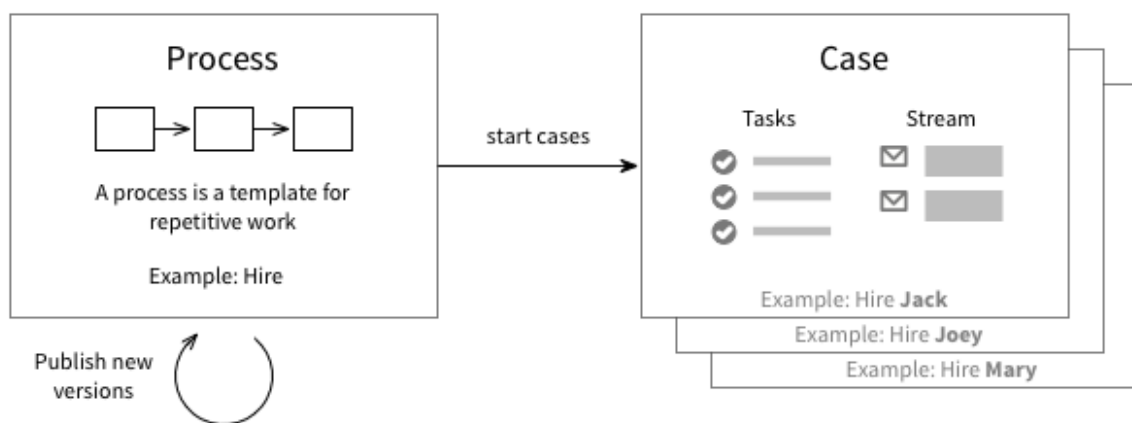 Process
A process is a template for
repetitive work
Example: Hire
Publish new
versions
start cases
Case
Tasks
Stream
Example: Hire Jack
Example: Hire Joey
Example: Hire Mary